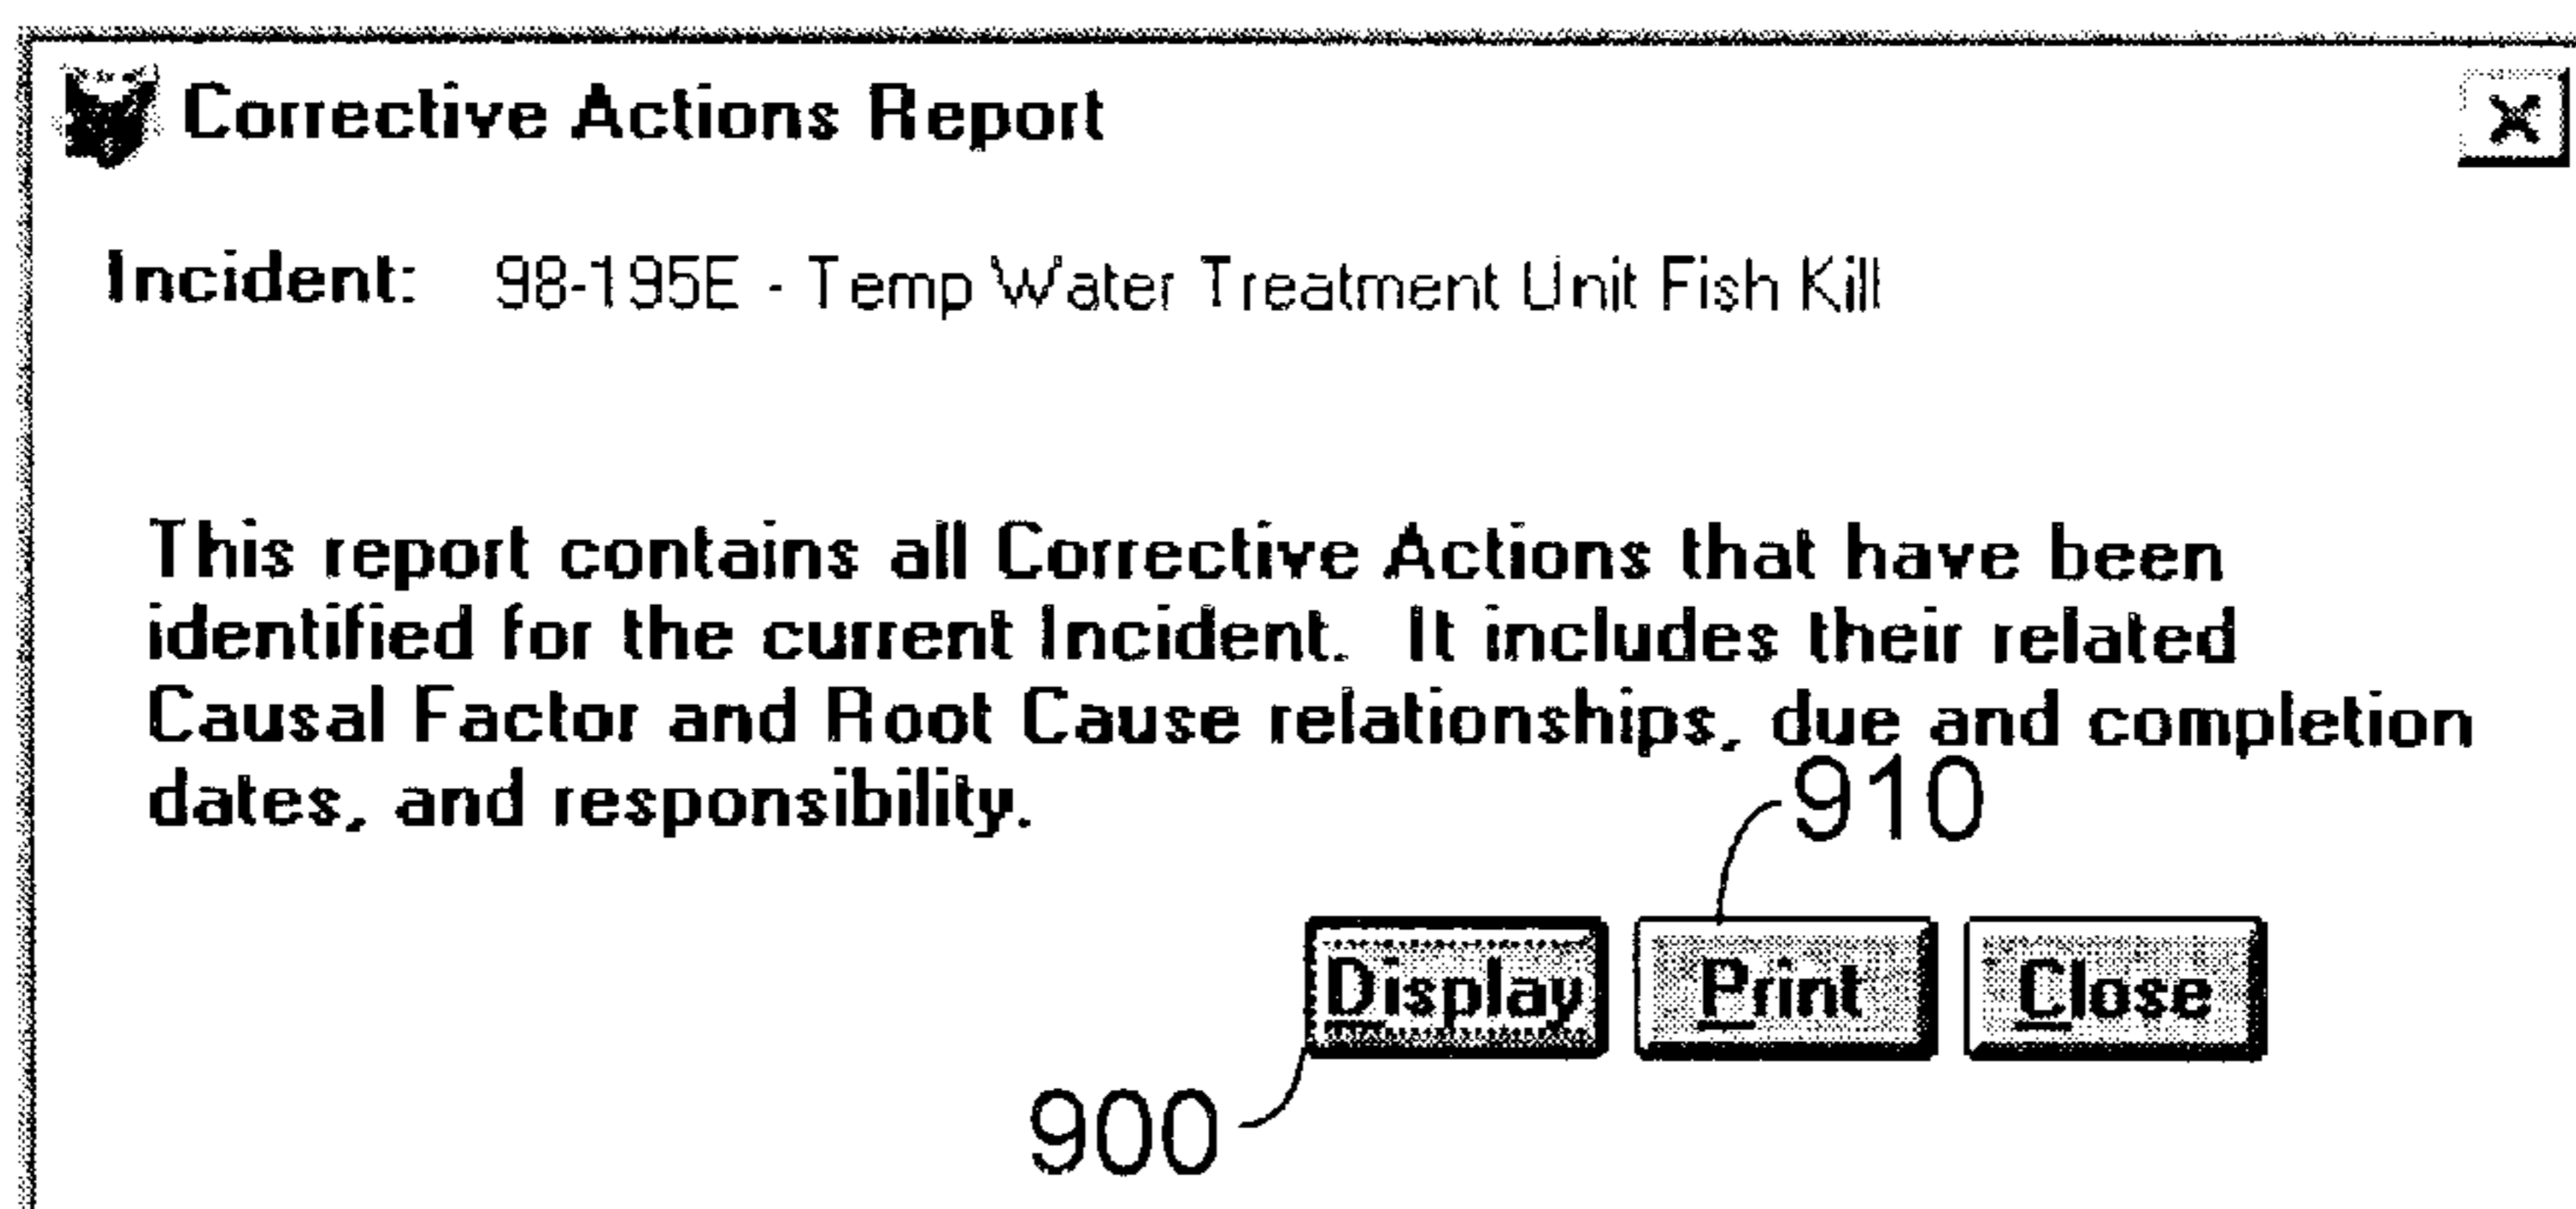 Corrective Actions Report
Incident: 98-195E - Temp Water Treatment Unit Fish Kill
This report contains all Corrective Actions that have been
identified for the current Incident.  It includes their related
Causal Factor and Root Cause relationships, due and completion
dates, and responsibility.
910
Display Print Close
900